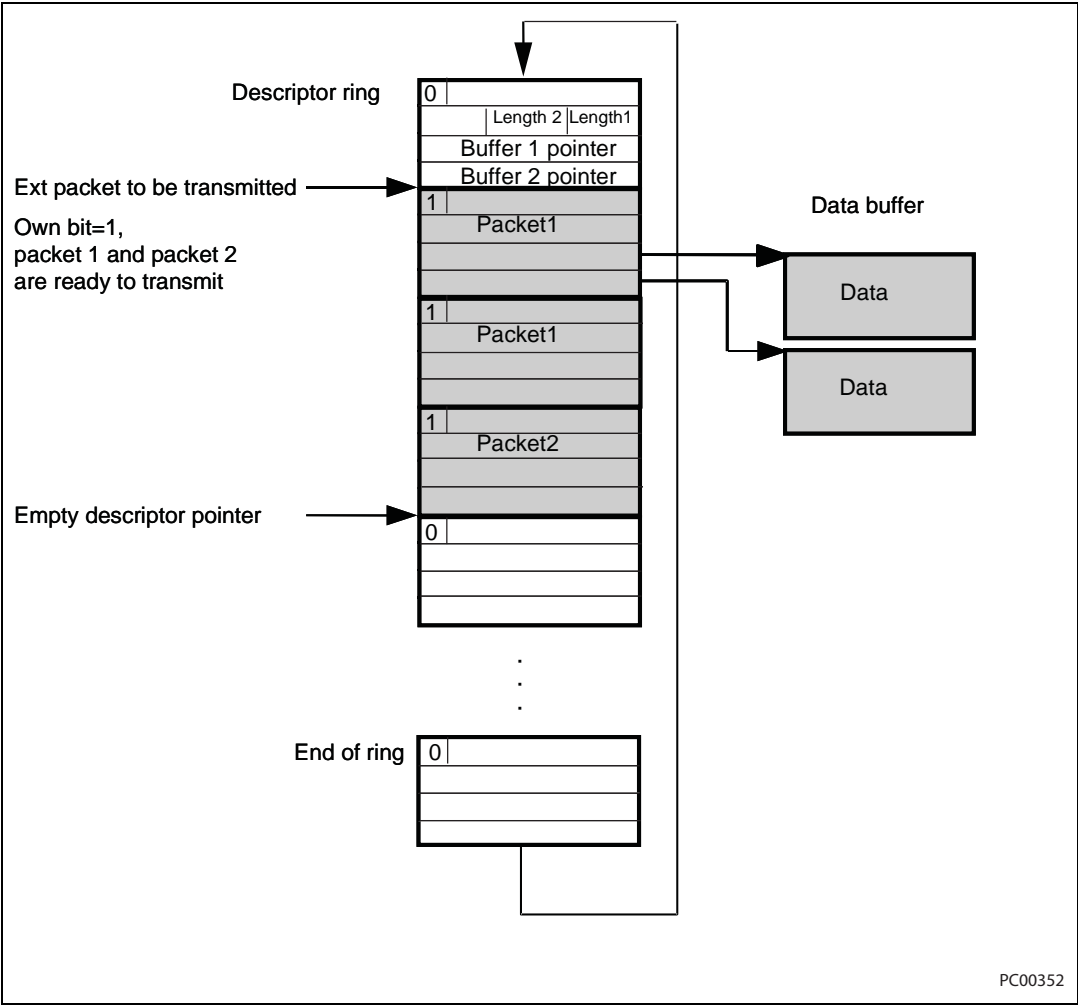 Descriptor ring
0
Length 2 Length1
Buffer 1 pointer
Buffer 2 pointer
Ext packet to be transmitted
Own bit=1,
packet 1 and packet 2
are ready to transmit
1
Packet1
Data buffer
Data
Data
1
Packet1
1
Packet2
Empty descriptor pointer
0
.
.
.
End of ring
0
PC00352